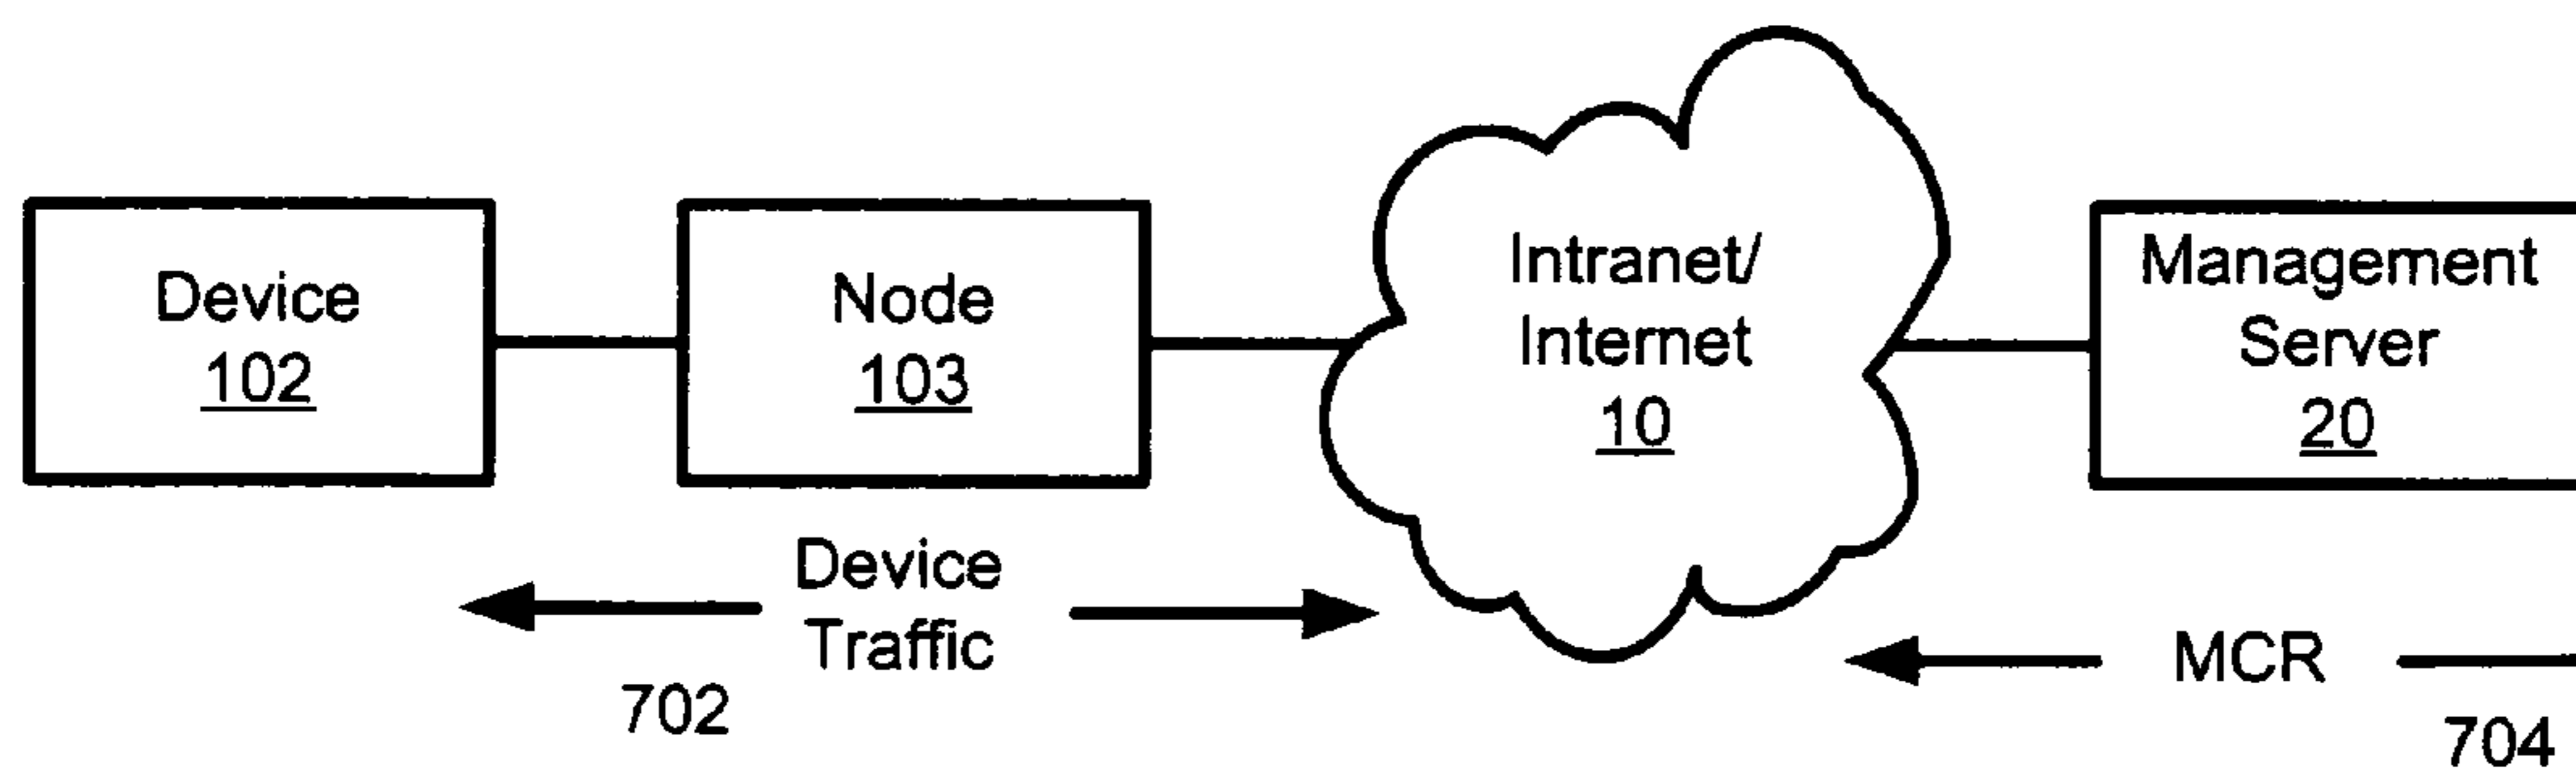 Device
102
Node
103
Intranet/
Internet
10
Management
Server
20
Device
Traffic
702
MCR
704